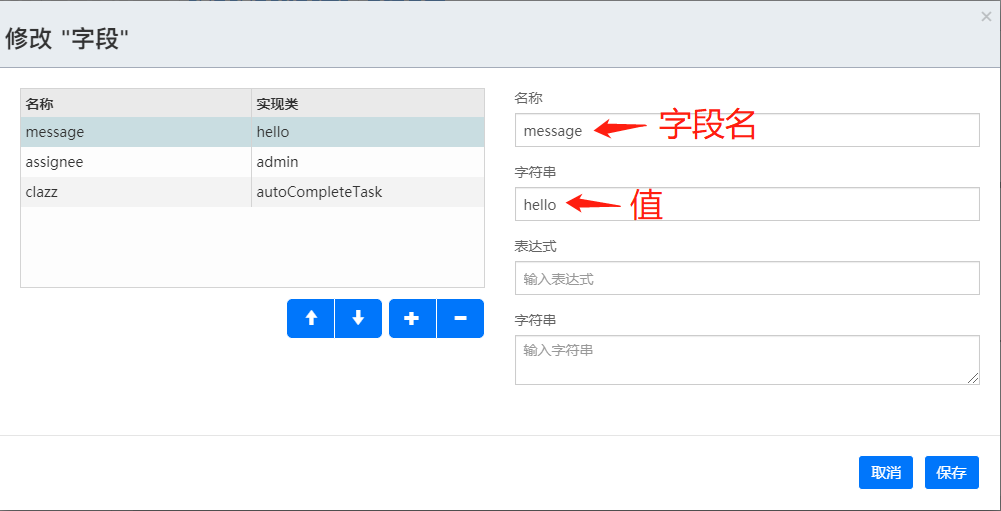 修改 "字段"
×
名称 实现类
message hello
assignee admin
clazz autoCompleteTask
名称
message 字段名
字符串
hello 值
表达式
输入表达式
字符串
输入字符串
取消 保存